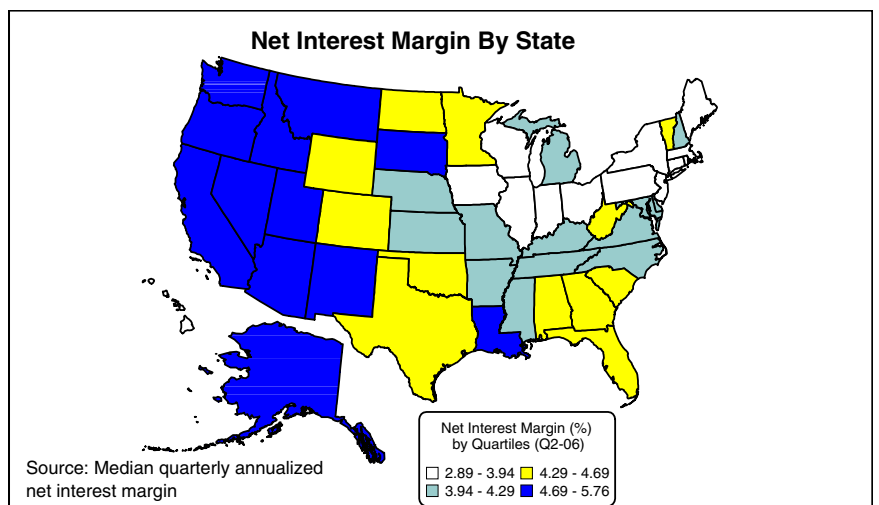 Net Interest Margin By State
Net Interest Margin (%)
by Quartiles (Q2-06)
2.89 - 3.94 4.29 - 4.69
3.94 - 4.29 4.69 - 5.76
Source: Median quarterly annualized
net interest margin